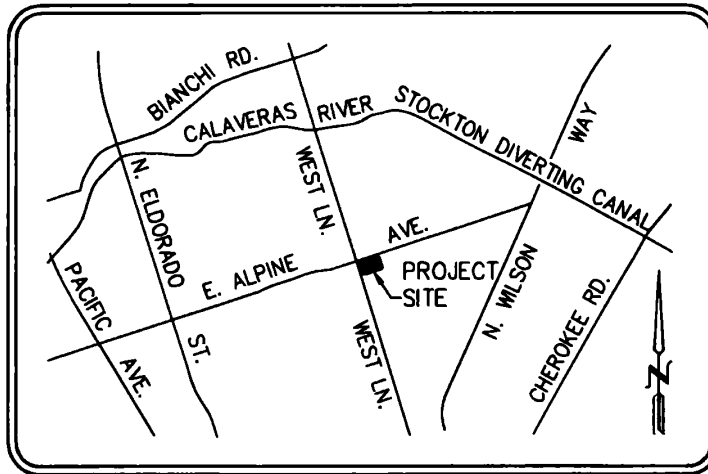 BIANCHI RD.
CALAVERAS RIVER
STOCKTON DIVERTING CANAL
WAY
N. WILSON
WEST LN.
N. ELDORADO
ST.
E. ALPINE AVE.
PROJECT
SITE
PACIFIC
AVE.
WEST LN.
CHEROKEE RD.
N